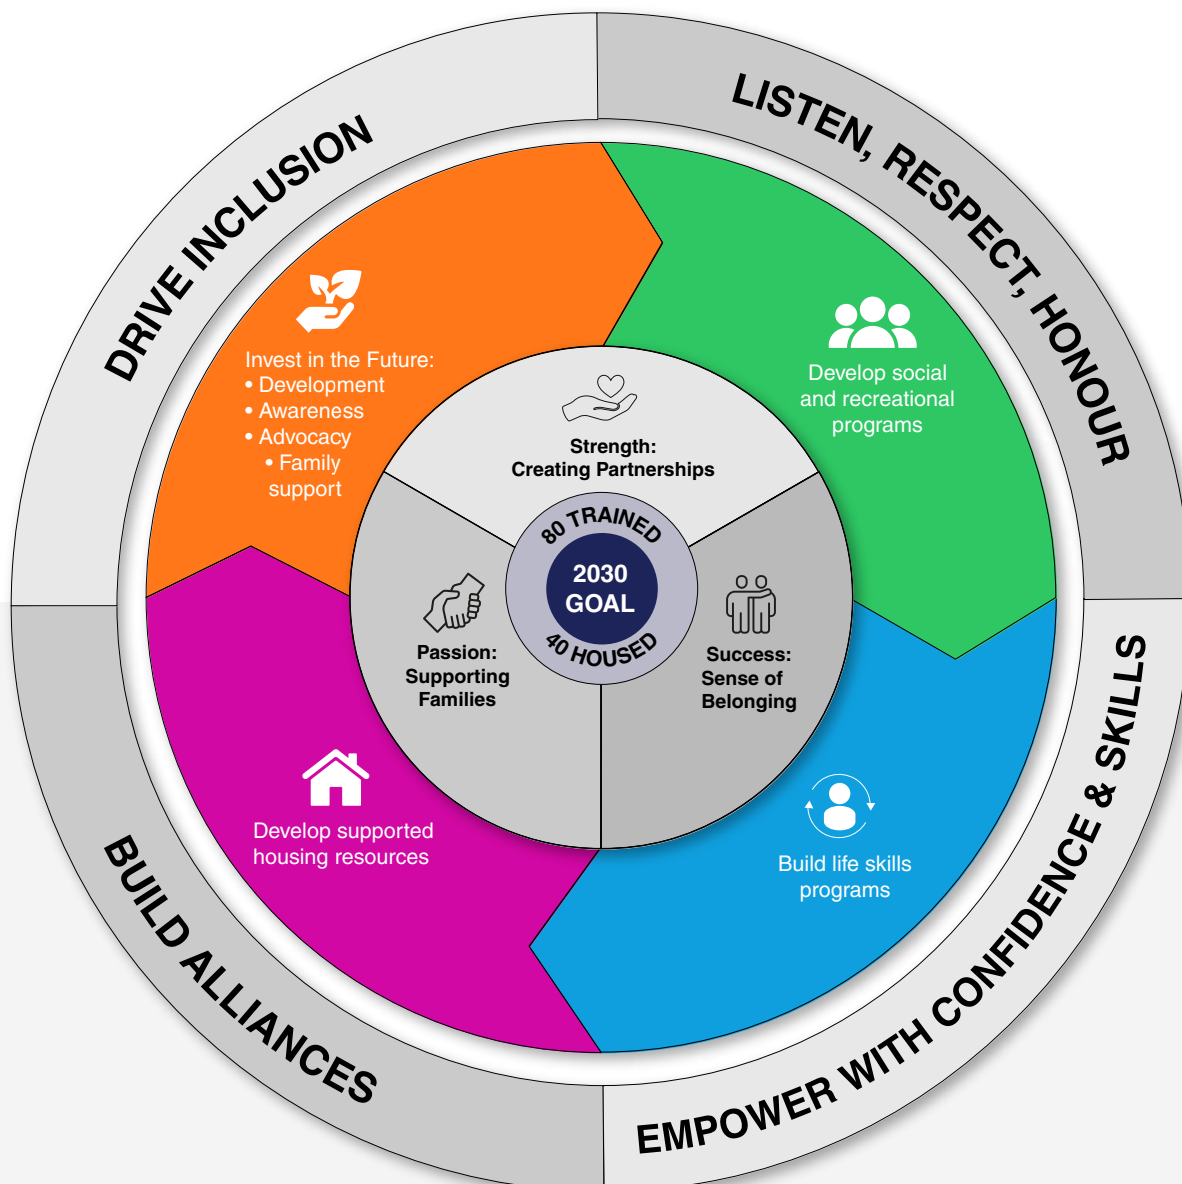 DRIVE INCLUSION
LISTEN, RESPECT, HONOUR
Invest in the Future:
• Development
• Awareness
• Advocacy
• Family
support
Develop social
and recreational
programs
Strength:
Creating Partnerships
80 TRAINED
2030
GOAL
40 HOUSED
Passion:
Supporting
Families
Success:
Sense of
Belonging
Develop supported
housing resources
Build life skills
programs
BUILD ALLIANCES
EMPOWER WITH CONFIDENCE & SKILLS